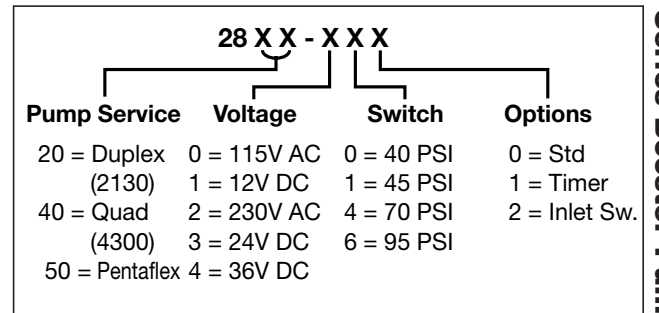 28 X X - X X X
Pump Service Voltage Switch Options
20 = Duplex 0 = 115V AC 0 = 40 PSI 0 = Std
(2130) 1 = 12V DC 1 = 45 PSI 1 = Timer
40 = Quad 2 = 230V AC 4 = 70 PSI 2 = Inlet Sw.
(4300) 3 = 24V DC 6 = 95 PSI
50 = Pentaflex 4 = 36V DC